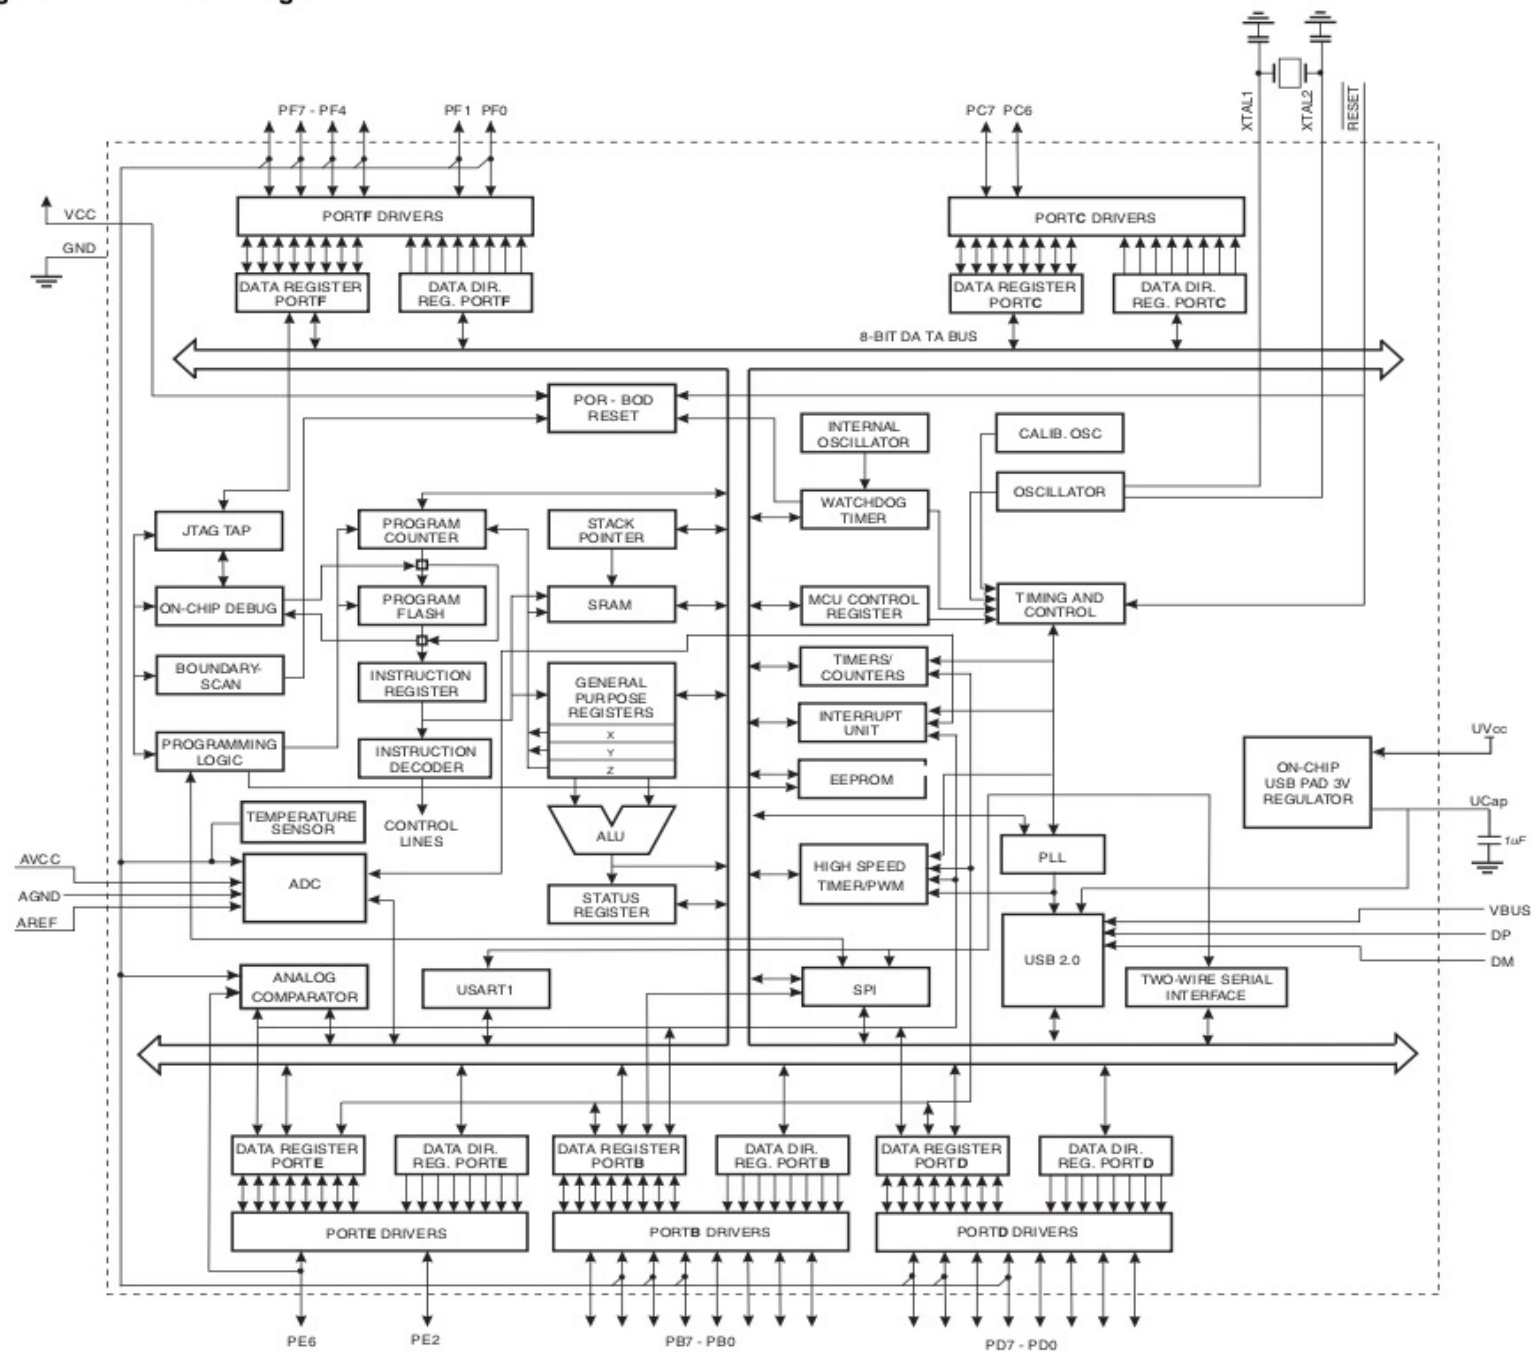 PF7 - PF4
PF1 PF0
PC7 PC6
XTAL1
XTAL2
RESET
VCC
GND
PORTF DRIVERS
PORTC DRIVERS
DATA REGISTER
PORTF
DATA DIR.
REG. PORTF
DATA REGISTER
PORTC
DATA DIR.
REG. PORTC
8-BIT DA TA BUS
POR - BOD
RESET
INTERNAL
OSCILLATOR
CALIB. OSC
WATCHDOG
TIMER
OSCILLATOR
JTAG TAP
PROGRAM
COUNTER
STACK
POINTER
ON-CHIP DEBUG
PROGRAM
FLASH
SRAM
MCU CONTROL
REGISTER
TIMING AND
CONTROL
BOUNDARY-
SCAN
INSTRUCTION
REGISTER
GENERAL
PURPOSE
REGISTERS
X
Y
Z
TIMERS/
COUNTERS
INTERRUPT
UNIT
PROGRAMMING
LOGIC
INSTRUCTION
DECODER
EEPROM
ON-CHIP
USB PAD 3V
REGULATOR
UVcc
UCap
1uF
TEMPERATURE
SENSOR
CONTROL
LINES
ALU
PLL
AVCC
AGND
AREF
ADC
HIGH SPEED
TIMER/PWM
STATUS
REGISTER
VBUS
DP
DM
ANALOG
COMPARATOR
USART1
SPI
USB 2.0
TWO-WIRE SERIAL
INTERFACE
DATA REGISTER
PORTE
DATA DIR.
REG. PORTE
DATA REGISTER
PORTB
DATA DIR.
REG. PORTB
DATA REGISTER
PORTD
DATA DIR.
REG. PORTD
PORTE DRIVERS
PORTB DRIVERS
PORTD DRIVERS
PE6
PE2
PB7 - PB0
PD7 - PD0